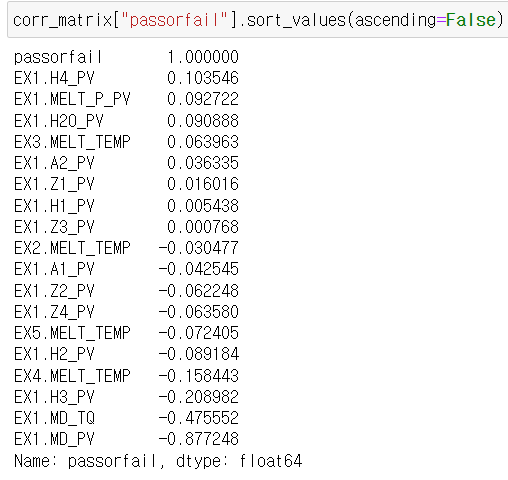 corr_matrix["passorfail"].sort_values(ascending=False)
passorfail 1.000000
EX1.H4_PV 0.103546
EX1.MELT_P_PV 0.092722
EX1.H2O_PV 0.090888
EX3.MELT_TEMP 0.063963
EX1.A2_PV 0.036335
EX1.Z1_PV 0.016016
EX1.H1_PV 0.005438
EX1.Z3_PV 0.000768
EX2.MELT_TEMP -0.030477
EX1.A1_PV -0.042545
EX1.Z2_PV -0.062248
EX1.Z4_PV -0.063580
EX5.MELT_TEMP -0.072405
EX1.H2_PV -0.089184
EX4.MELT_TEMP -0.158443
EX1.H3_PV -0.208982
EX1.MD_TQ -0.475552
EX1.MD_PV -0.877248
Name: passorfail, dtype: float64